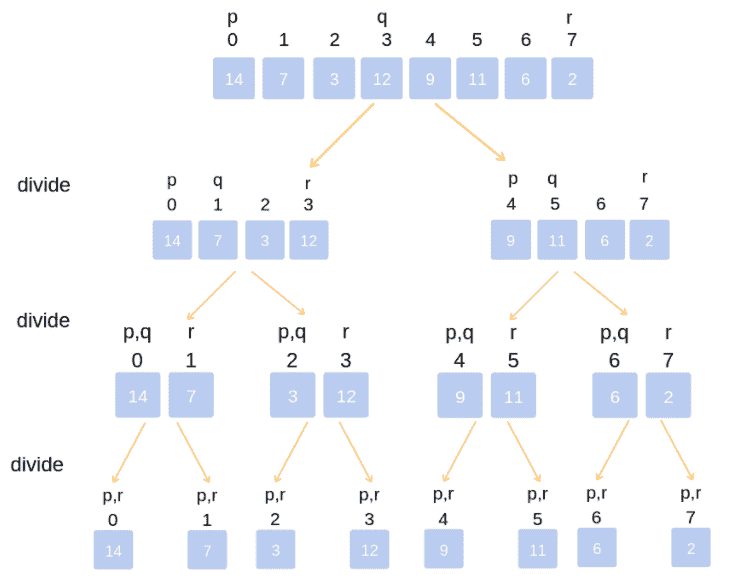 p q r
0 1 2 3 4 5 6 7
14 7 3 12 9 11 6 2
divide
p q r p q r
0 1 2 3 4 5 6 7
14 7 3 12 9 11 6 2
divide
p,q r p,q r p,q r p,q r
0 1 2 3 4 5 6 7
14 7 3 12 9 11 6 2
divide
p,r p,r p,r p,r p,r p,r p,r p,r
0 1 2 3 4 5 6 7
14 7 3 12 9 11 6 2